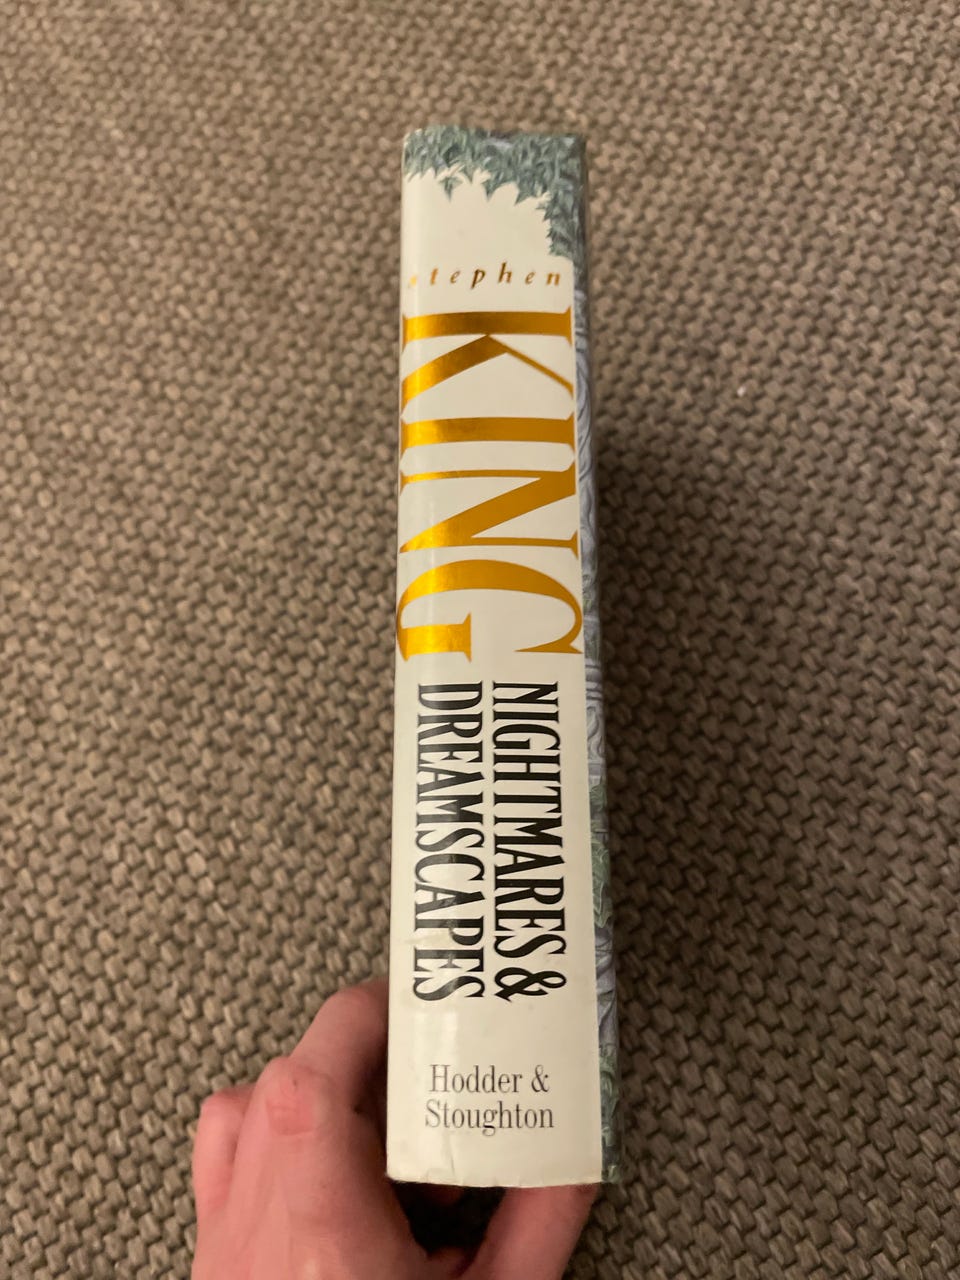 stephen
KING
NIGHTMARES &
DREAMSCAPES
Hodder &
Stoughton